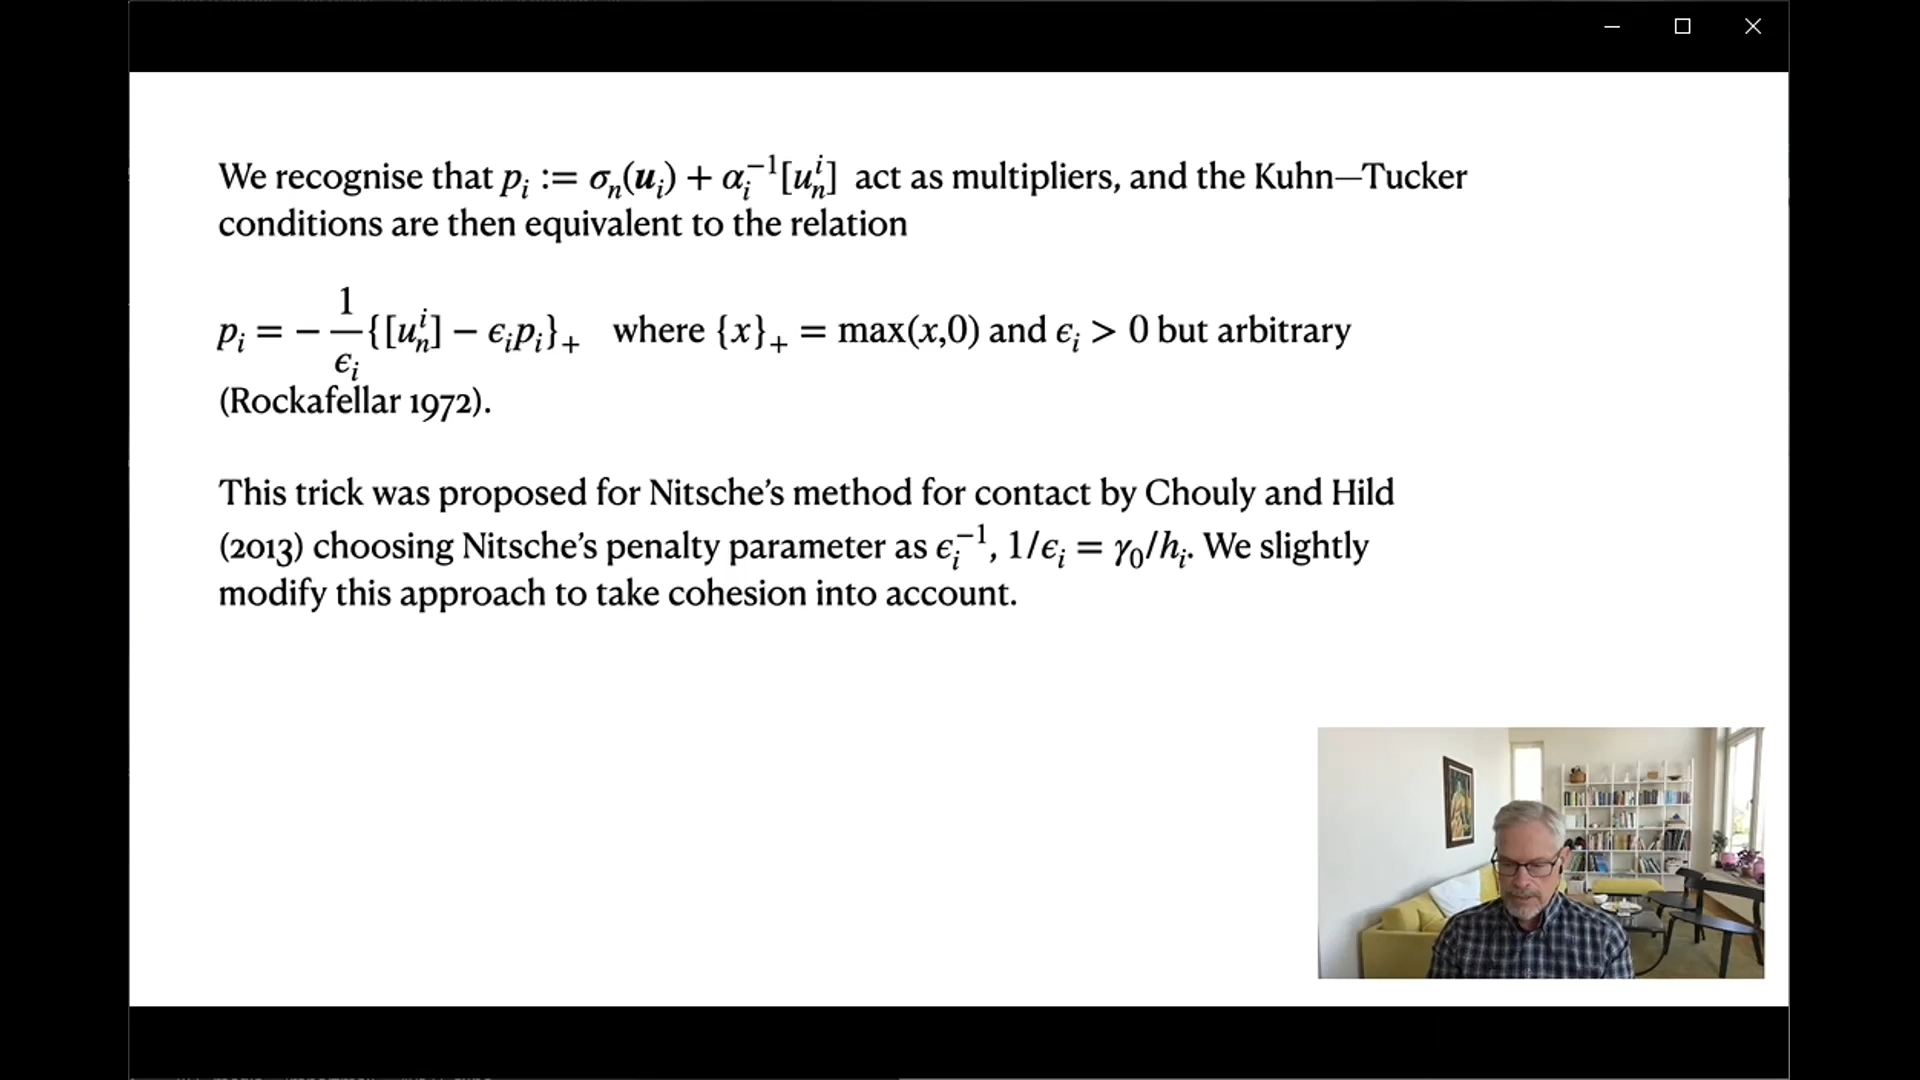 We recognise that pᵢ := σₙ(𝒖ᵢ) + αᵢ⁻¹[uₙⁱ] act as multipliers, and the Kuhn—Tucker
conditions are then equivalent to the relation
pᵢ = − 1/ϵᵢ {[uₙⁱ] − ϵᵢpᵢ}₊ where {x}₊ = max(x,0) and ϵᵢ > 0 but arbitrary
(Rockafellar 1972).
This trick was proposed for Nitsche’s method for contact by Chouly and Hild
(2013) choosing Nitsche’s penalty parameter as ϵᵢ⁻¹, 1/ϵᵢ = γ₀/hᵢ. We slightly
modify this approach to take cohesion into account.